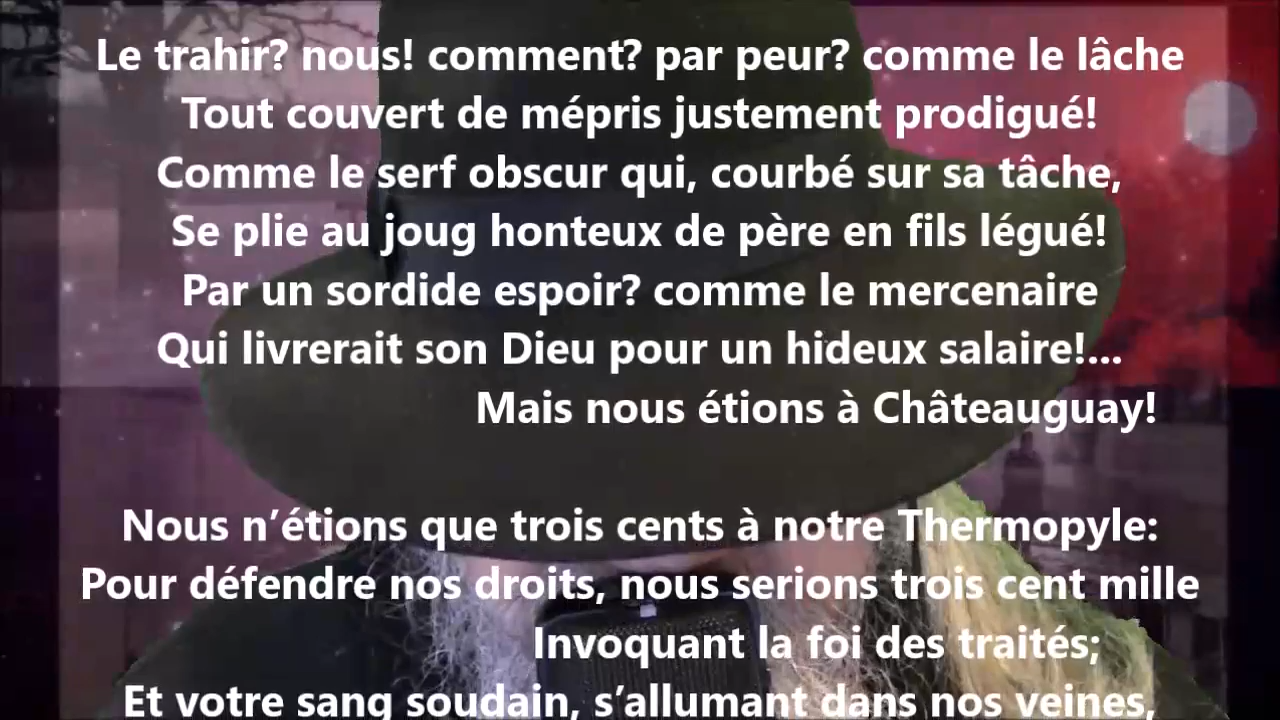 Le trahir? nous! comment? par peur? comme le lâche
Tout couvert de mépris justement prodigué!
Comme le serf obscur qui, courbé sur sa tâche,
Se plie au joug honteux de père en fils légué!
Par un sordide espoir? comme le mercenaire
Qui livrerait son Dieu pour un hideux salaire!...
Mais nous étions à Châteauguay!
Nous n’étions que trois cents à notre Thermopyle:
Pour défendre nos droits, nous serions trois cent mille
Invoquant la foi des traités;
Et votre sang soudain, s’allumant dans nos veines,